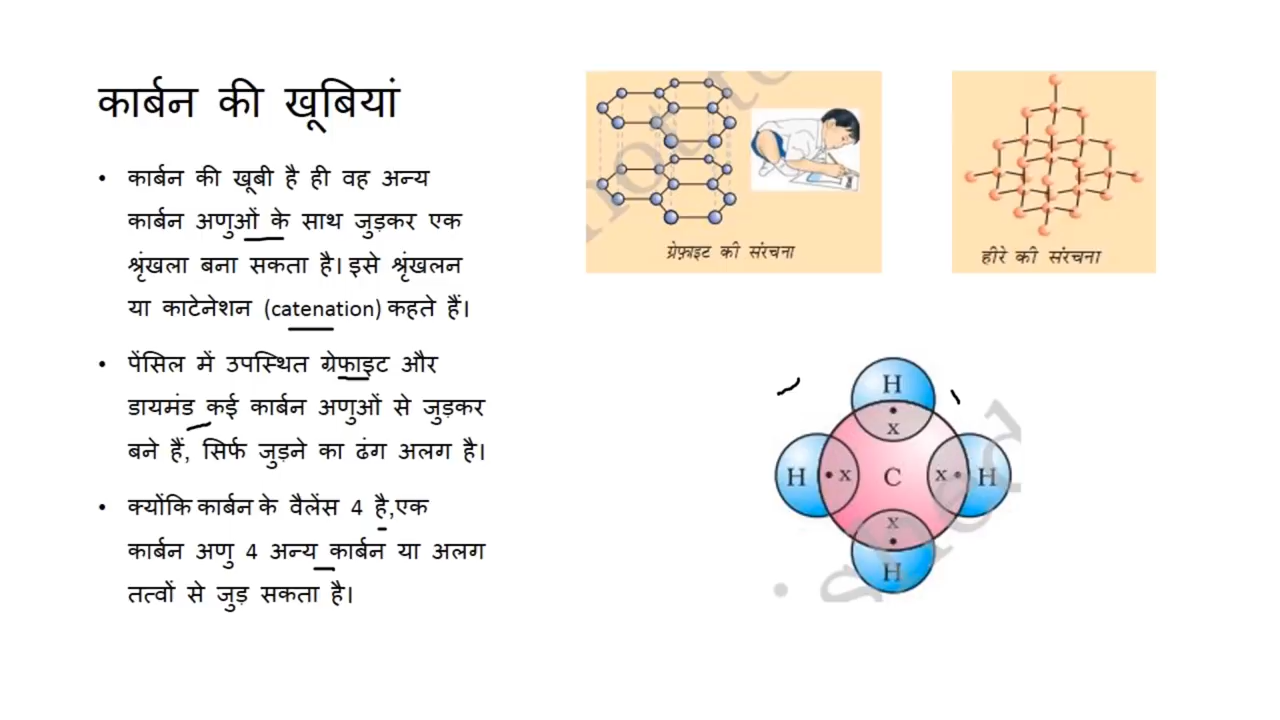 कार्बन की खूबियां
• कार्बन की खूबी है ही वह अन्य
कार्बन अणुओं के साथ जुड़कर एक
श्रृंखला बना सकता है। इसे श्रृंखलन
या काटेनेशन (catenation) कहते हैं।
• पेंसिल में उपस्थित ग्रेफाइट और
डायमंड कई कार्बन अणुओं से जुड़कर
बने हैं, सिर्फ जुड़ने का ढंग अलग है।
• क्योंकि कार्बन के वैलेंस 4 है,एक
कार्बन अणु 4 अन्य कार्बन या अलग
तत्वों से जुड़ सकता है।
ग्रेफ़ाइट की संरचना
हीरे की संरचना
H
x
H x C x H
x
H